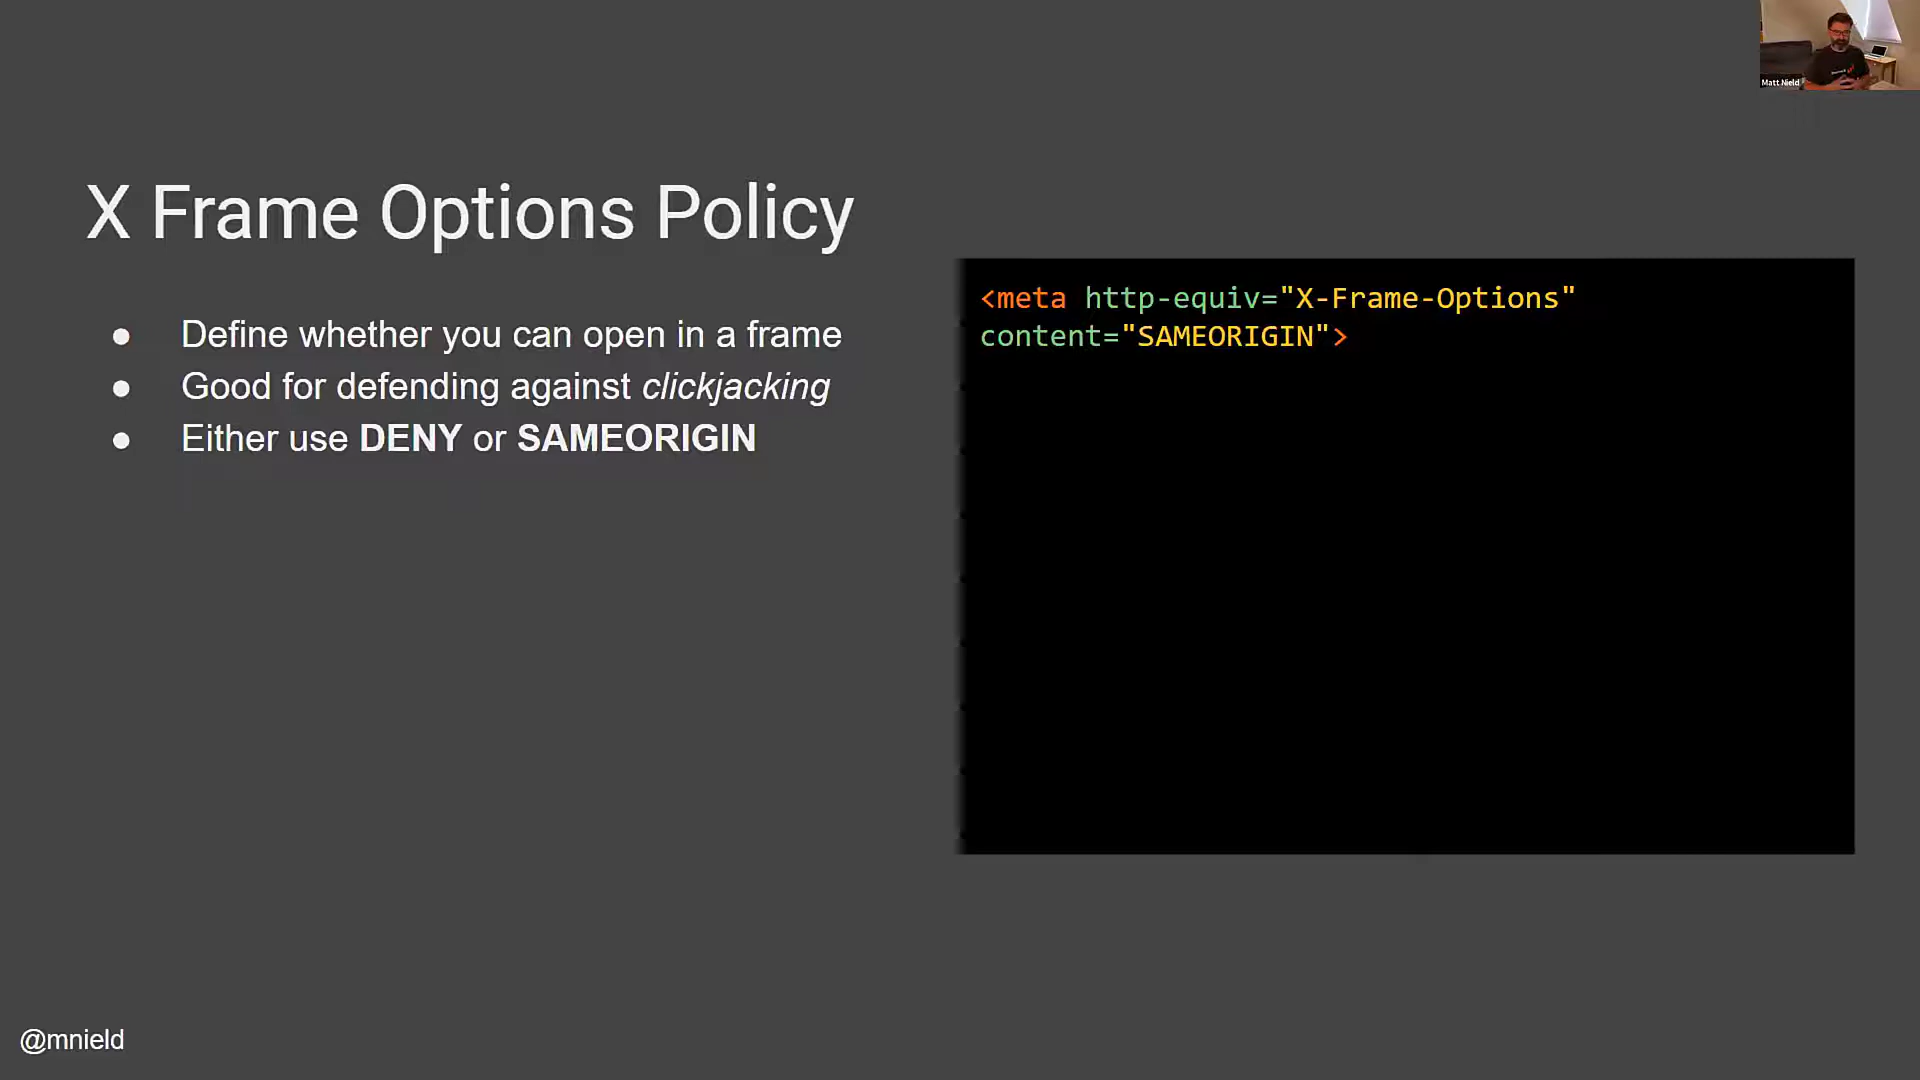 Matt Nield
X Frame Options Policy
● Define whether you can open in a frame
● Good for defending against clickjacking
● Either use DENY or SAMEORIGIN
<meta http-equiv="X-Frame-Options"
content="SAMEORIGIN">
@mnield